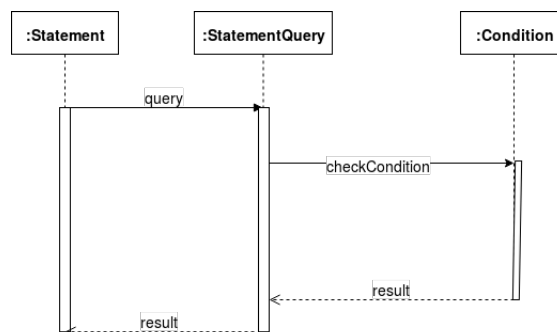 :Statement
:StatementQuery
:Condition
query
checkCondition
result
result